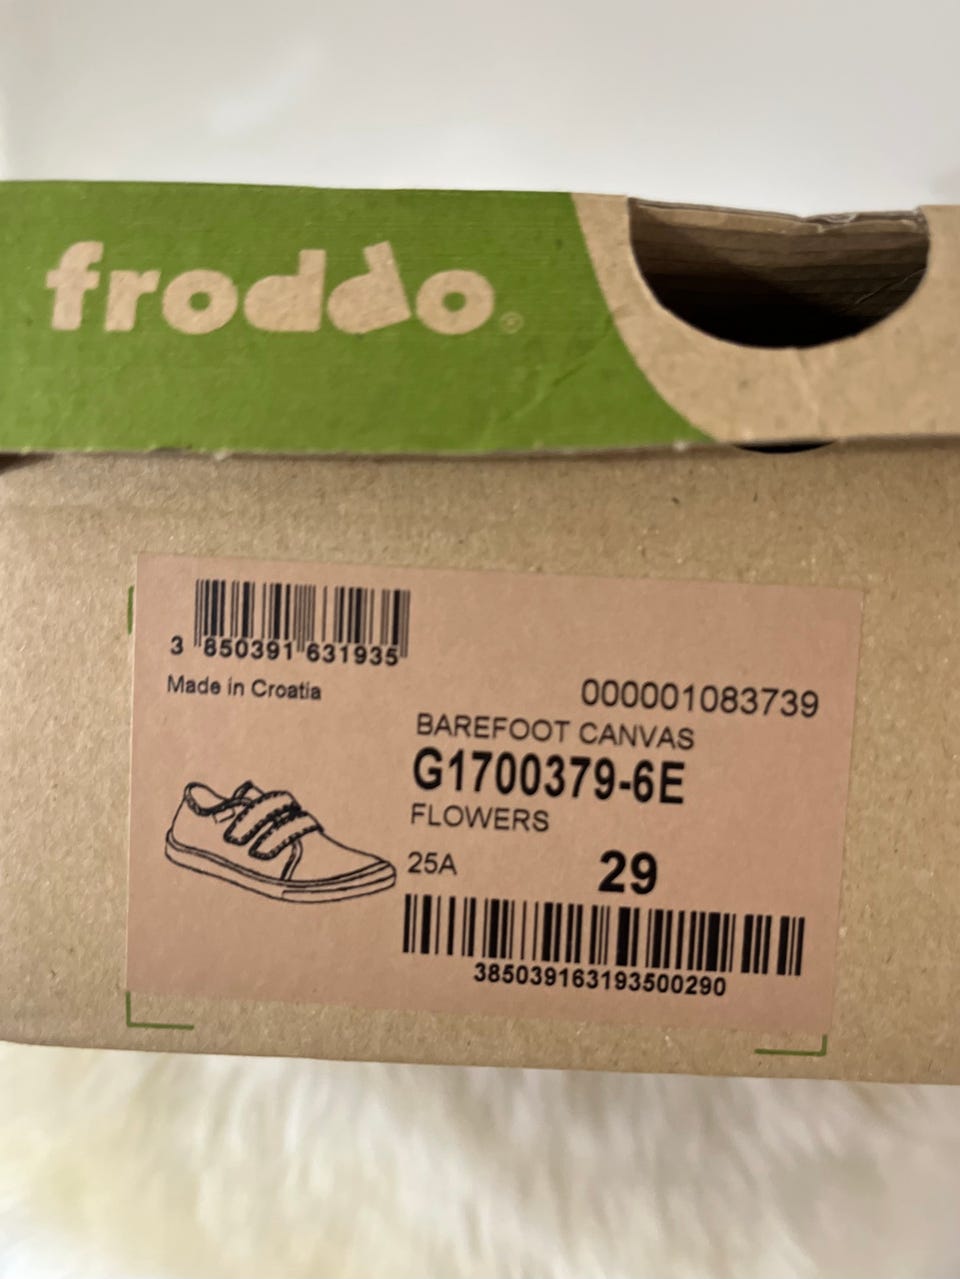 froddo®
3 850391 631935
Made in Croatia
000001083739
BAREFOOT CANVAS
G1700379-6E
FLOWERS
25A 29
385039163193500290